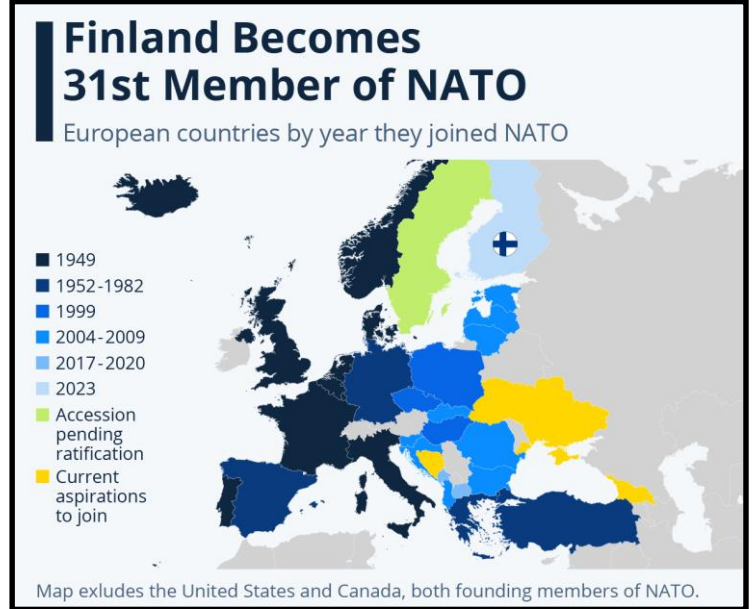 Finland Becomes
31st Member of NATO
European countries by year they joined NATO
1949
1952-1982
1999
2004-2009
2017-2020
2023
Accession
pending
ratification
Current
aspirations
to join
Map exludes the United States and Canada, both founding members of NATO.